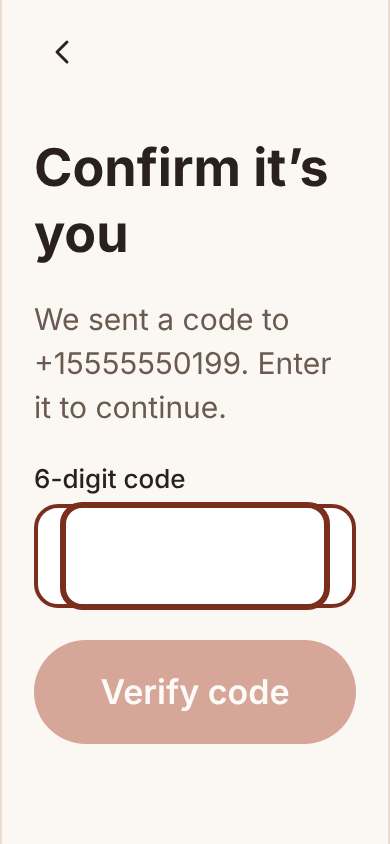 Confirm it’s
you
We sent a code to
+15555550199. Enter
it to continue.
6-digit code
Verify code